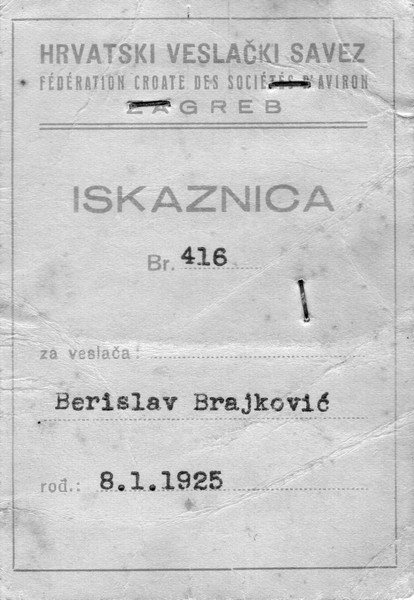 HRVATSKI VESLAČKI SAVEZ
FÉDÉRATION CROATE DES SOCIÉTÉS D'AVIRON
ZAGREB
ISKAZNICA
Br. 416
za veslača:
Berislav Brajković
rođ.: 8.1.1925